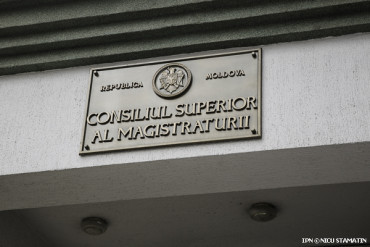 REPUBLICA MOLDOVA
CONSILIUL SUPERIOR
AL MAGISTRATURII
IPN © NICU STAMATIN